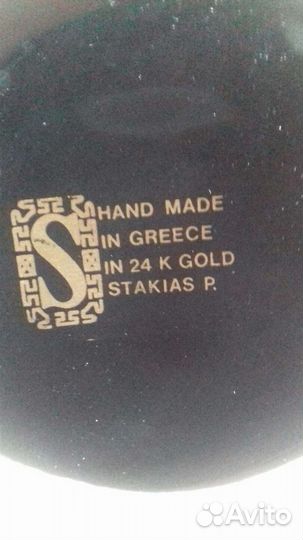 S
HAND MADE
IN GREECE
IN 24 K GOLD
STAKIAS P.
Avito